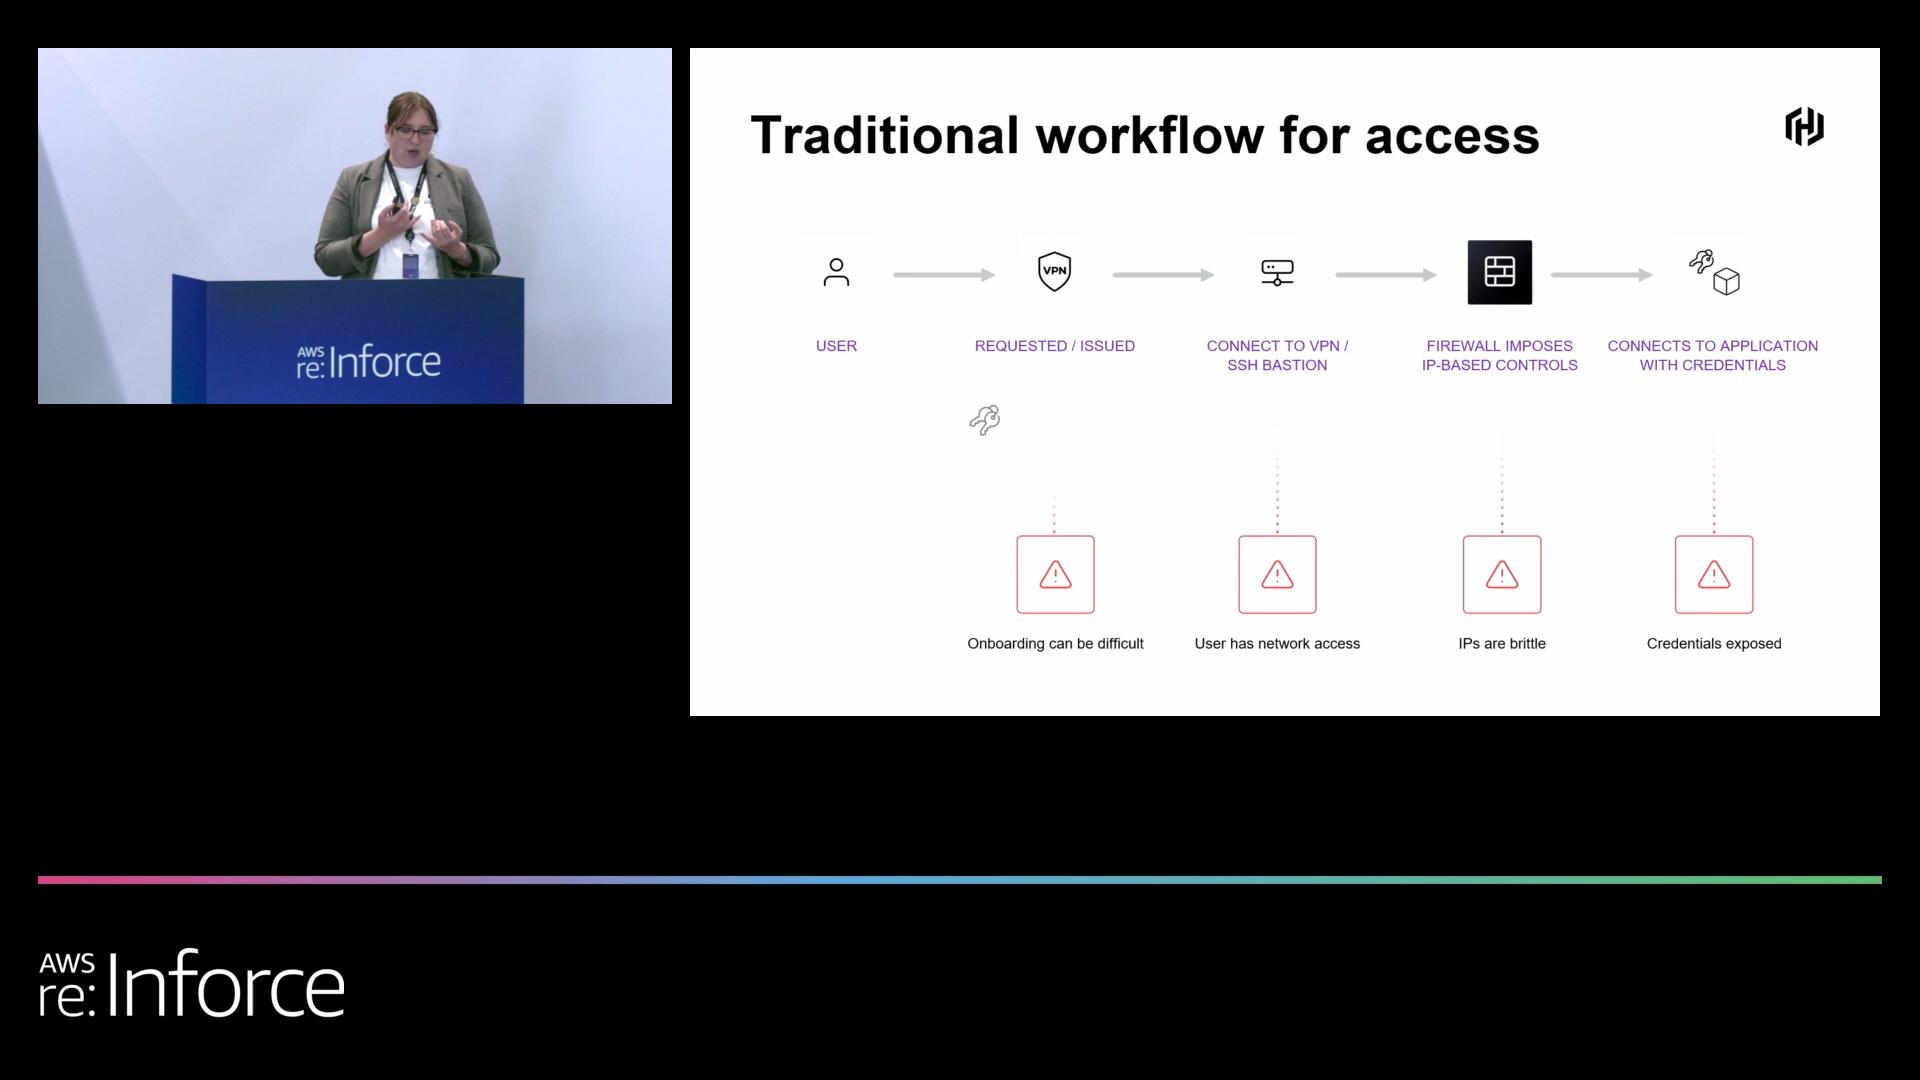 Traditional workflow for access
VPN
USER
REQUESTED / ISSUED
CONNECT TO VPN /
SSH BASTION
FIREWALL IMPOSES
IP-BASED CONTROLS
CONNECTS TO APPLICATION
WITH CREDENTIALS
Onboarding can be difficult
User has network access
IPs are brittle
Credentials exposed
AWS
re:Inforce
AWS
re:Inforce